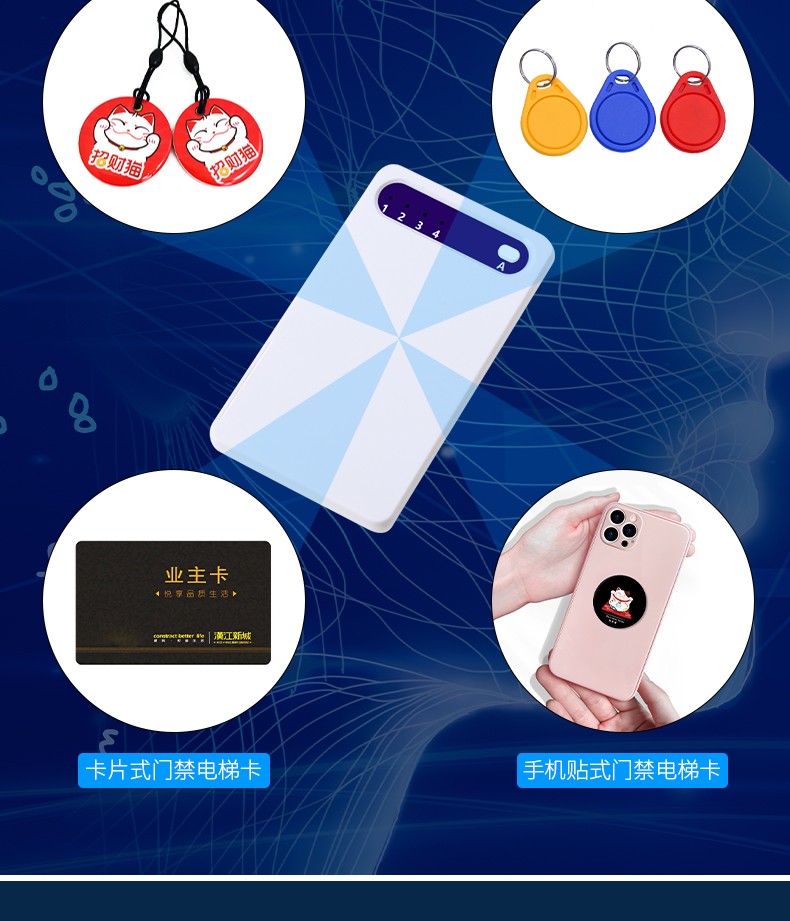 招财猫
招财猫
1 2 3 4
A
业主卡
悦享品质生活
construct better life
漢江新城
卡片式门禁电梯卡
手机贴式门禁电梯卡